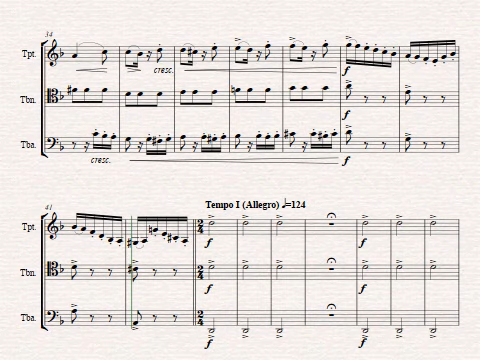 34
Tpt.
cresc.
f
Tbn.
f
Tba.
cresc.
f
Tempo I (Allegro) ♩=124
41
Tpt.
f
f
Tbn.
f
f
Tba.
f
f